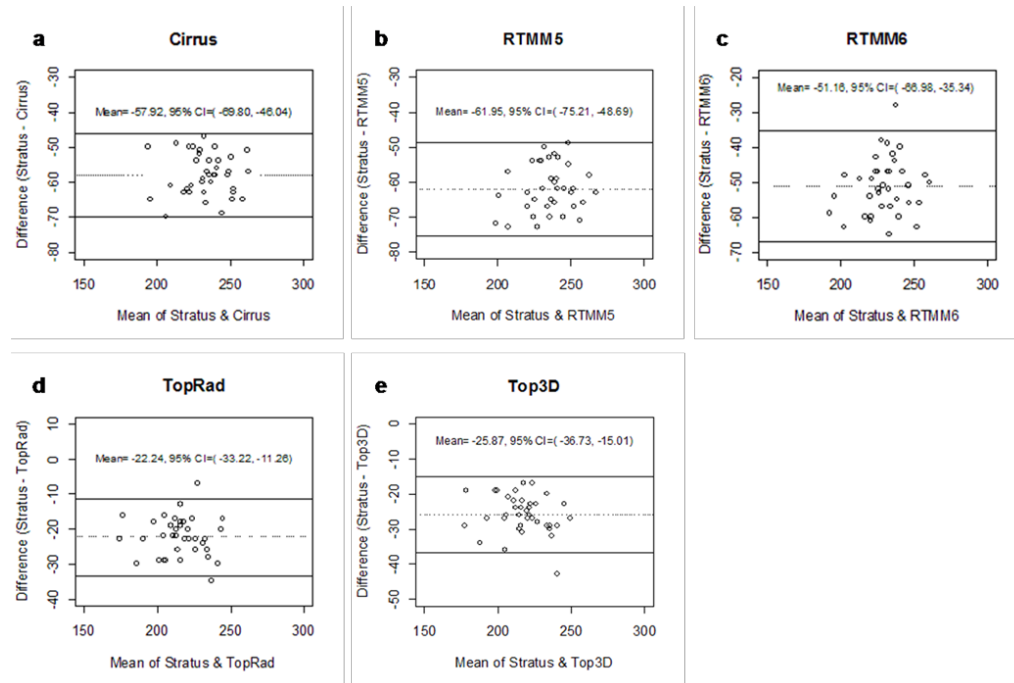 a
Cirrus
Difference (Stratus - Cirrus)
-30
-40
-50
-60
-70
-80
Mean= -57.92, 95% CI=( -69.80, -46.04)
150
200
250
300
Mean of Stratus & Cirrus
b
RTMM5
Difference (Stratus - RTMM5)
-30
-40
-50
-60
-70
-80
Mean= -61.95, 95% CI=( -75.21, -48.69)
150
200
250
300
Mean of Stratus & RTMM5
c
RTMM6
Difference (Stratus - RTMM6)
-20
-30
-40
-50
-60
-70
Mean= -51.16, 95% CI=( -66.98, -35.34)
150
200
250
300
Mean of Stratus & RTMM6
d
TopRad
Difference (Stratus - TopRad)
10
0
-10
-20
-30
-40
Mean= -22.24, 95% CI=( -33.22, -11.26)
150
200
250
300
Mean of Stratus & TopRad
e
Top3D
Difference (Stratus - Top3D)
0
-10
-20
-30
-40
-50
Mean= -25.87, 95% CI=( -36.73, -15.01)
150
200
250
300
Mean of Stratus & Top3D